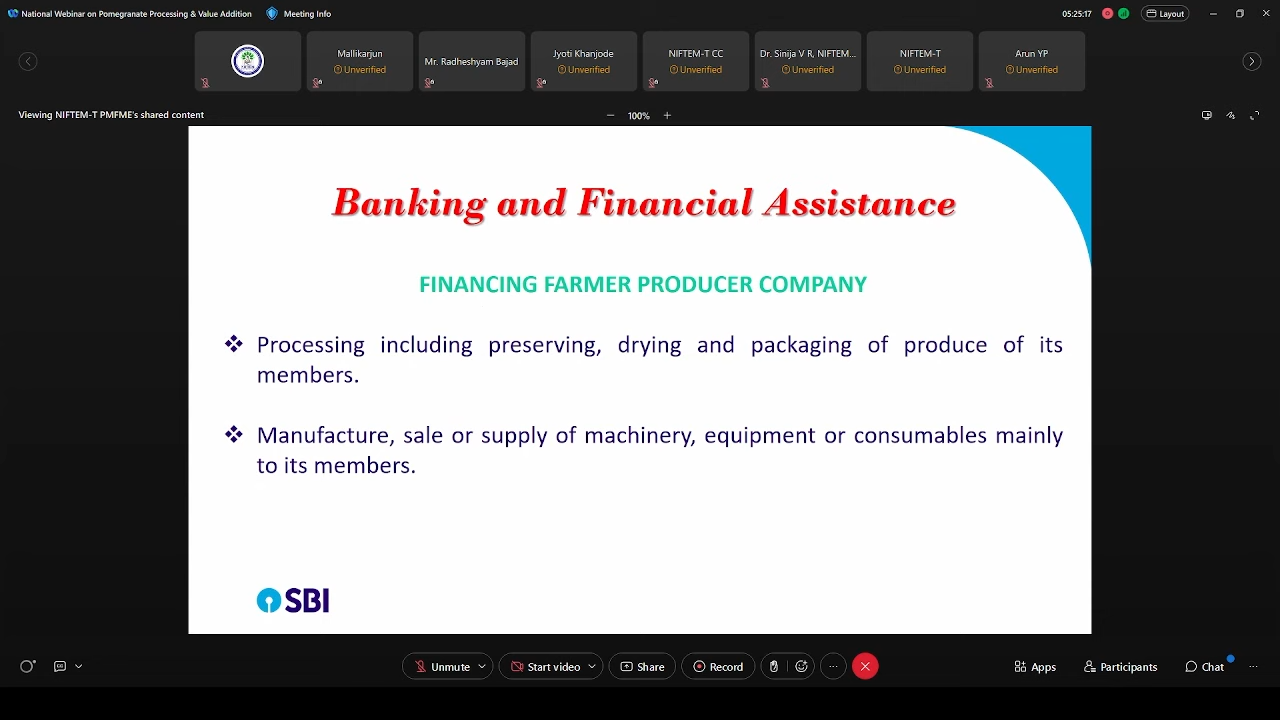 National Webinar on Pomegranate Processing & Value Addition
Meeting Info
05:25:17
Layout
Mallikarjun
Unverified
Mr. Radheshyam Bajad
Jyoti Khanjode
Unverified
NIFTEM-T CC
Unverified
Dr. Sinija V R, NIFTEM...
Unverified
NIFTEM-T
Unverified
Arun YP
Unverified
Viewing NIFTEM-T PMFME's shared content
100%
Banking and Financial Assistance
FINANCING FARMER PRODUCER COMPANY
❖ Processing including preserving, drying and packaging of produce of its
members.
❖ Manufacture, sale or supply of machinery, equipment or consumables mainly
to its members.
SBI
Unmute
Start video
Share
Record
Apps
Participants
Chat